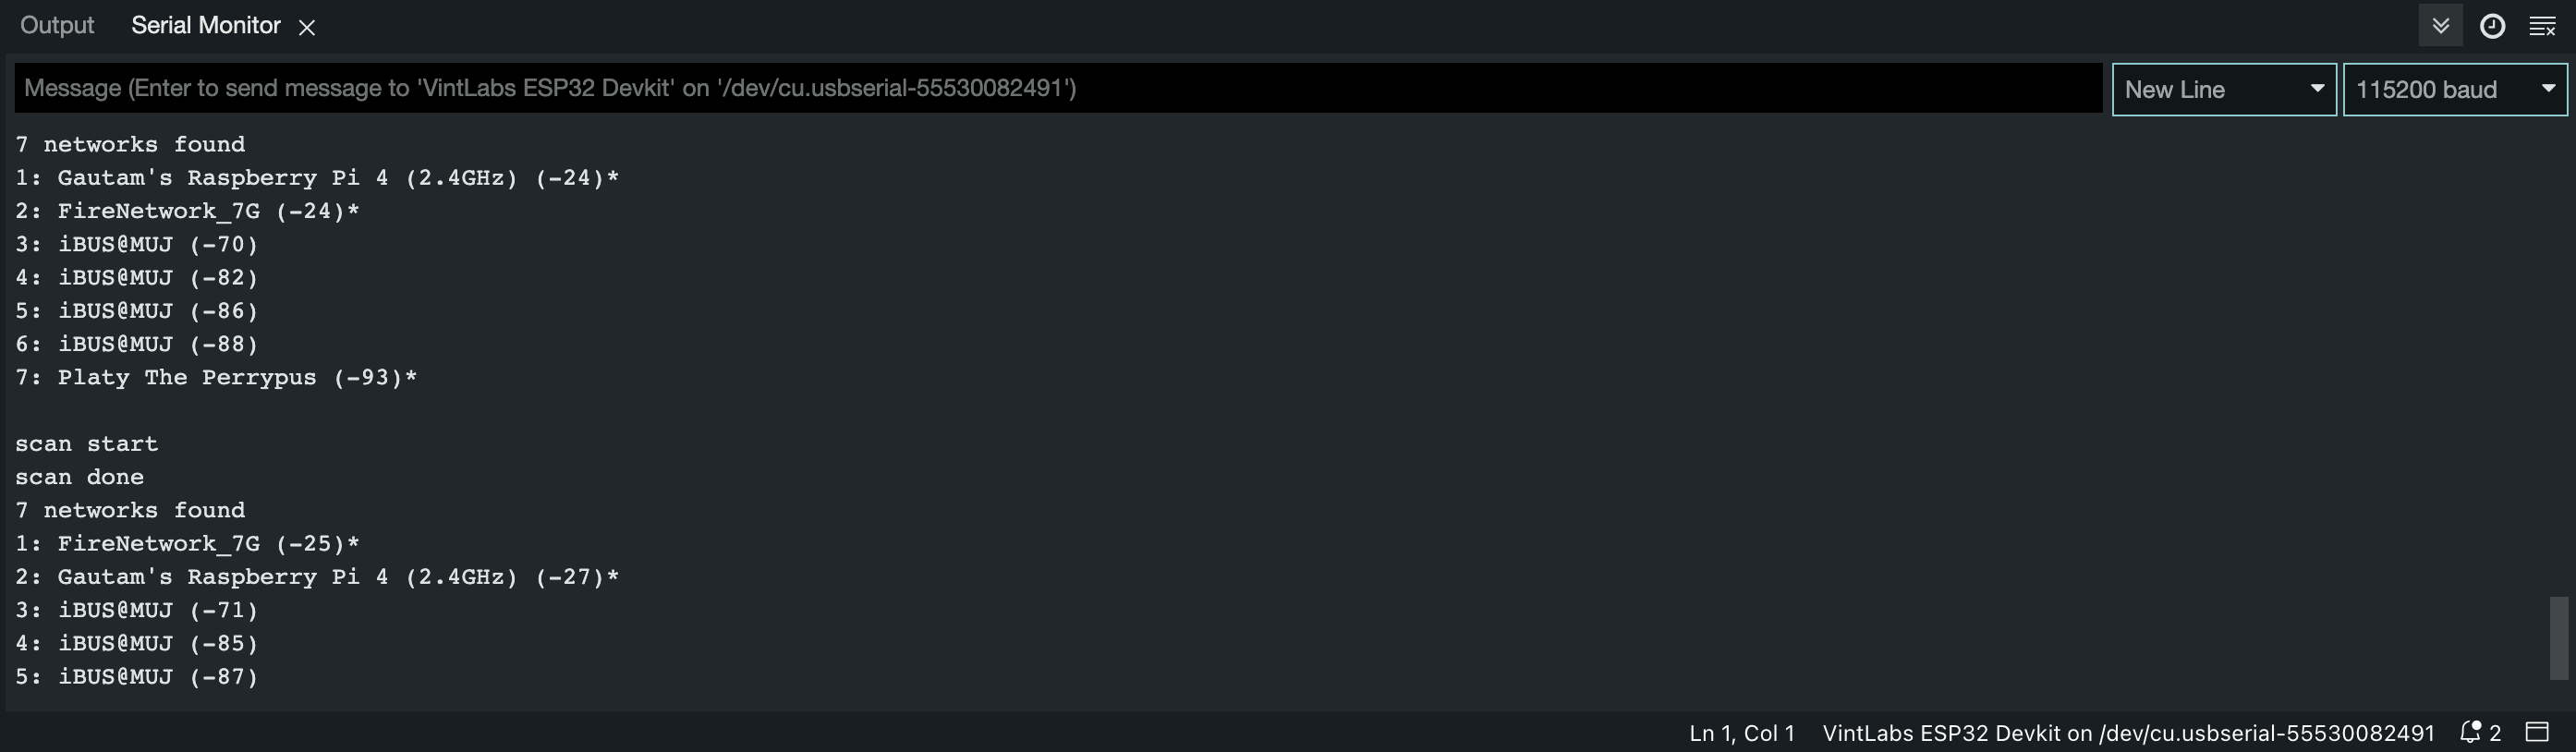 Output Serial Monitor
Message (Enter to send message to 'VintLabs ESP32 Devkit' on '/dev/cu.usbserial-55530082491') New Line 115200 baud
7 networks found
1: Gautam's Raspberry Pi 4 (2.4GHz) (-24)*
2: FireNetwork_7G (-24)*
3: iBUS@MUJ (-70)
4: iBUS@MUJ (-82)
5: iBUS@MUJ (-86)
6: iBUS@MUJ (-88)
7: Platy The Perrypus (-93)*
scan start
scan done
7 networks found
1: FireNetwork_7G (-25)*
2: Gautam's Raspberry Pi 4 (2.4GHz) (-27)*
3: iBUS@MUJ (-71)
4: iBUS@MUJ (-85)
5: iBUS@MUJ (-87)
Ln 1, Col 1 VintLabs ESP32 Devkit on /dev/cu.usbserial-55530082491 2